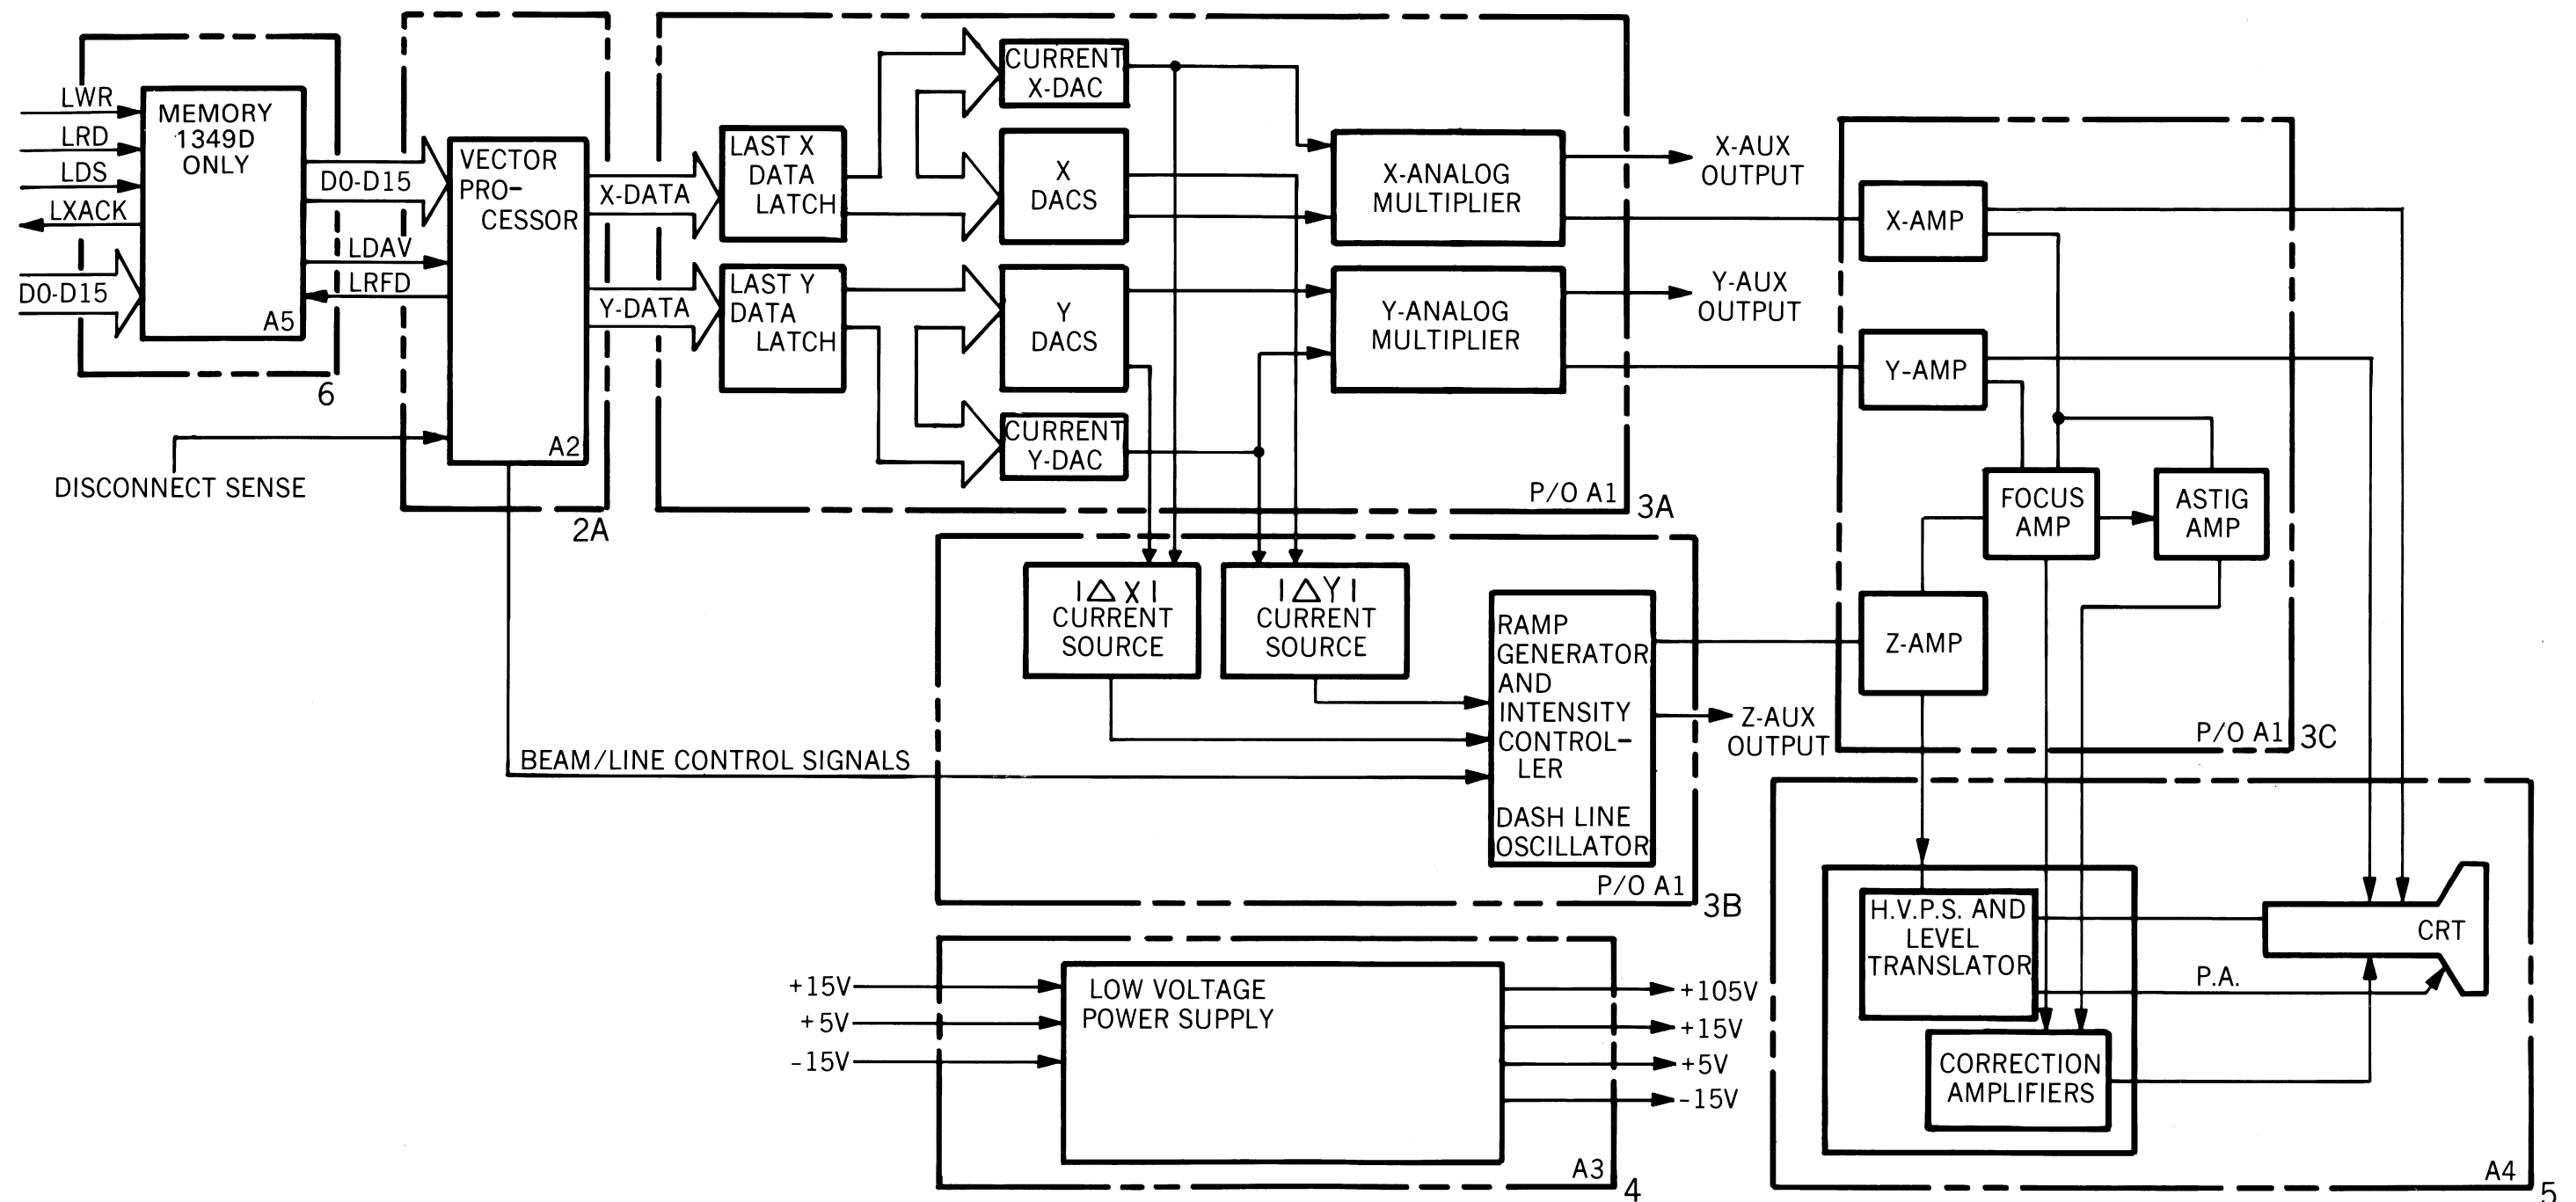 LWR
LRD
LDS
LXACK
D0-D15
MEMORY
1349D
ONLY
A5
6
D0-D15
LDAV
LRFD
DISCONNECT SENSE
VECTOR
PRO-
CESSOR
A2
2A
X-DATA
Y-DATA
LAST X
DATA
LATCH
LAST Y
DATA
LATCH
CURRENT
X-DAC
X
DACS
Y
DACS
CURRENT
Y-DAC
X-ANALOG
MULTIPLIER
Y-ANALOG
MULTIPLIER
P/O A1
3A
X-AUX
OUTPUT
Y-AUX
OUTPUT
X-AMP
Y-AMP
FOCUS
AMP
ASTIG
AMP
Z-AMP
P/O A1
3C
|△X|
CURRENT
SOURCE
|△Y|
CURRENT
SOURCE
RAMP
GENERATOR
AND
INTENSITY
CONTROL-
LER
DASH LINE
OSCILLATOR
BEAM/LINE CONTROL SIGNALS
Z-AUX
OUTPUT
P/O A1
3B
+15V
+5V
-15V
LOW VOLTAGE
POWER SUPPLY
+105V
+15V
+5V
-15V
A3
4
H.V.P.S. AND
LEVEL
TRANSLATOR
CORRECTION
AMPLIFIERS
P.A.
CRT
A4
5